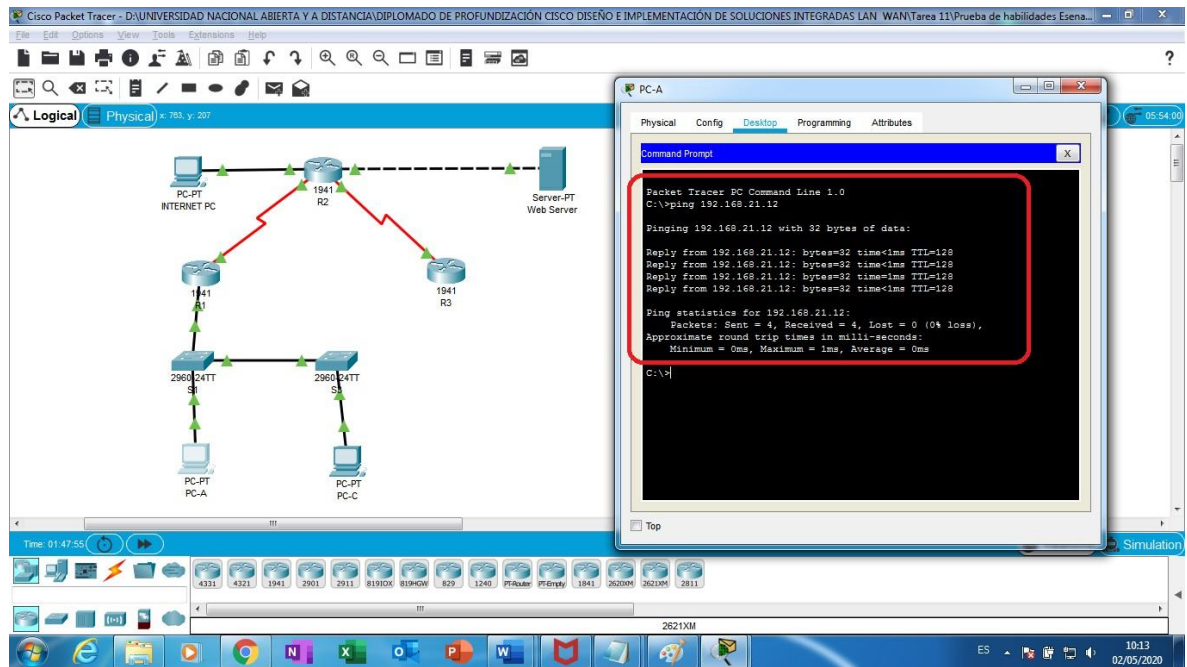 Cisco Packet Tracer - D:\UNIVERSIDAD NACIONAL ABIERTA Y A DISTANCIA\DIPLOMADO DE PROFUNDIZACIÓN CISCO DISEÑO E IMPLEMENTACIÓN DE SOLUCIONES INTEGRADAS LAN WAN\Tarea 11\Prueba de habilidades Esena...
File Edit Options View Tools Extensions Help
?
Logical Physical x: 763, y: 207
05:54:00
PC-PT
INTERNET PC
1941
R2
Server-PT
Web Server
1941
R1
1941
R3
2960-24TT
S1
2960-24TT
PC-PT
PC-A
PC-PT
PC-C
PC-A
Physical Config Desktop Programming Attributes
Command Prompt X
Packet Tracer PC Command Line 1.0
C:\>ping 192.168.21.12
Pinging 192.168.21.12 with 32 bytes of data:
Reply from 192.168.21.12: bytes=32 time<1ms TTL=128
Reply from 192.168.21.12: bytes=32 time<1ms TTL=128
Reply from 192.168.21.12: bytes=32 time=1ms TTL=128
Reply from 192.168.21.12: bytes=32 time<1ms TTL=128
Ping statistics for 192.168.21.12:
Packets: Sent = 4, Received = 4, Lost = 0 (0% loss),
Approximate round trip times in milli-seconds:
Minimum = 0ms, Maximum = 1ms, Average = 0ms
C:\>
Top
Time: 01:47:55
Simulation
4331 4321 1941 2901 2911 819IOX 819HGW 829 1240 PT-Router PT-Empty 1841 2620XM 2621XM 2811
2621XM
ES
10:13
02/05/2020